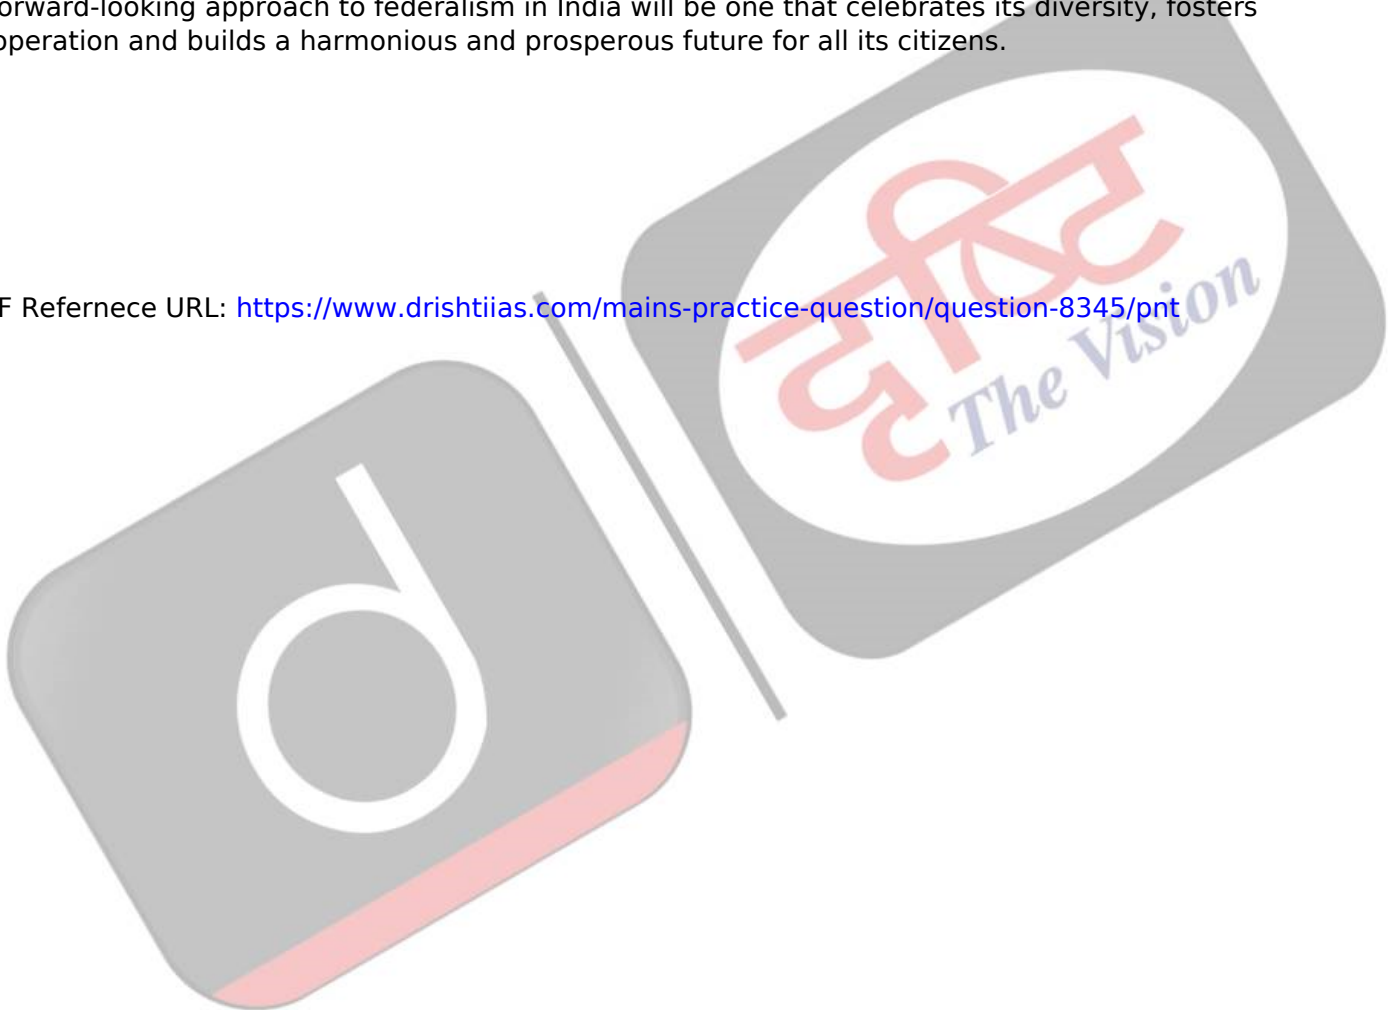 orward-looking approach to federalism in India will be one that celebrates its diversity, fosters
operation and builds a harmonious and prosperous future for all its citizens.
F Refernece URL: https://www.drishtiias.com/mains-practice-question/question-8345/pnt
दृष्टि
The Vision
d